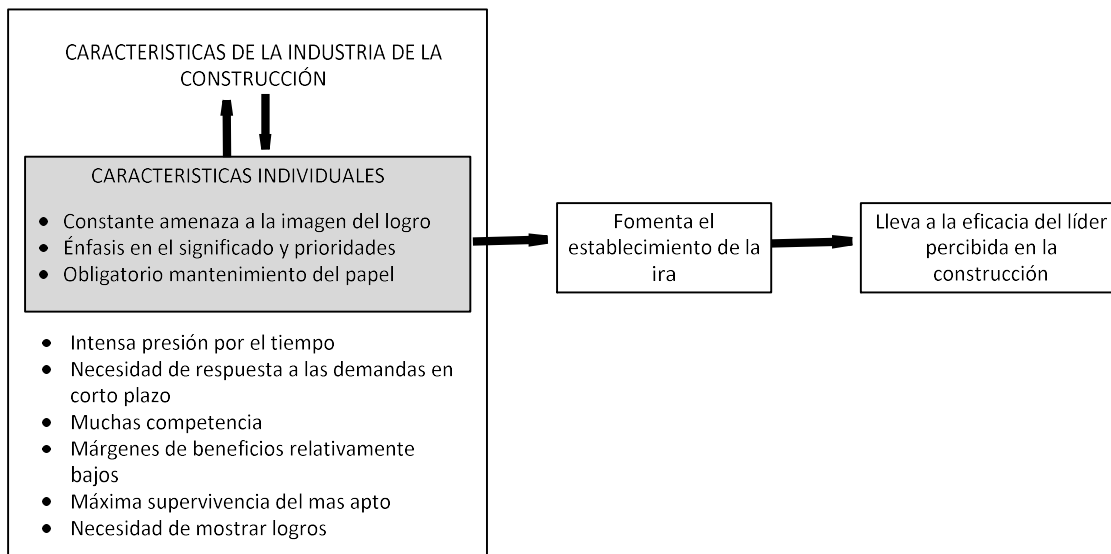 CARACTERISTICAS DE LA INDUSTRIA DE LA
CONSTRUCCIÓN
CARACTERISTICAS INDIVIDUALES
• Constante amenaza a la imagen del logro
• Énfasis en el significado y prioridades
• Obligatorio mantenimiento del papel
• Intensa presión por el tiempo
• Necesidad de respuesta a las demandas en
corto plazo
• Muchas competencia
• Márgenes de beneficios relativamente
bajos
• Máxima supervivencia del mas apto
• Necesidad de mostrar logros
Fomenta el
establecimiento de la
ira
Lleva a la eficacia del líder
percibida en la
construcción